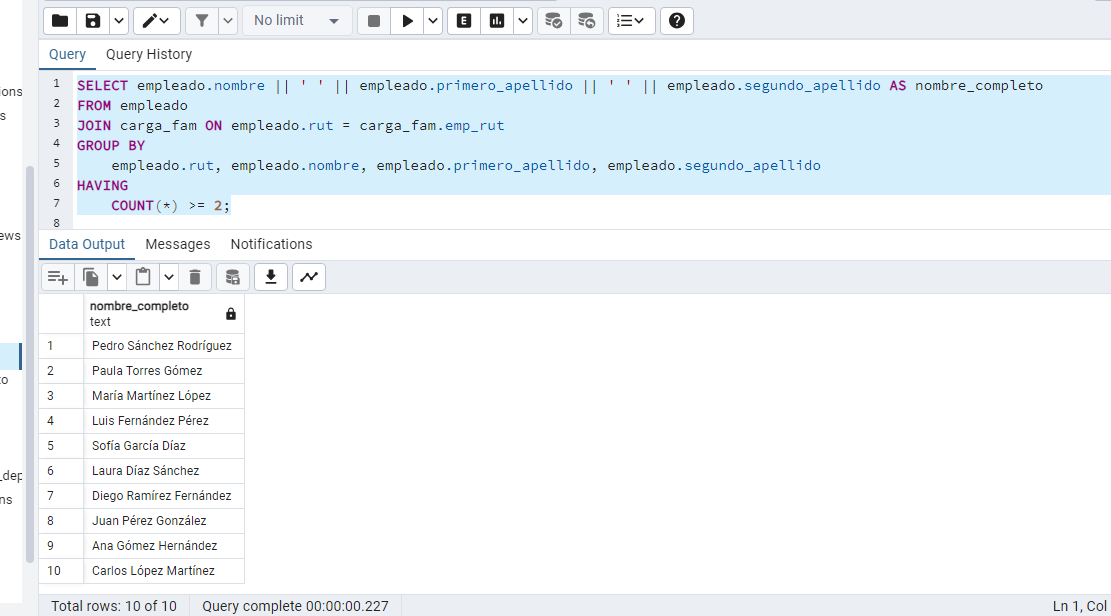 No limit
E
Query Query History
ions
s
ews
to
_dep
ns
1 SELECT empleado.nombre || ' ' || empleado.primero_apellido || ' ' || empleado.segundo_apellido AS nombre_completo
2 FROM empleado
3 JOIN carga_fam ON empleado.rut = carga_fam.emp_rut
4 GROUP BY
5 empleado.rut, empleado.nombre, empleado.primero_apellido, empleado.segundo_apellido
6 HAVING
7 COUNT(*) >= 2;
8
Data Output Messages Notifications
nombre_completo
text
1 Pedro Sánchez Rodríguez
2 Paula Torres Gómez
3 María Martínez López
4 Luis Fernández Pérez
5 Sofía García Díaz
6 Laura Díaz Sánchez
7 Diego Ramírez Fernández
8 Juan Pérez González
9 Ana Gómez Hernández
10 Carlos López Martínez
Total rows: 10 of 10 Query complete 00:00:00.227 Ln 1, Col